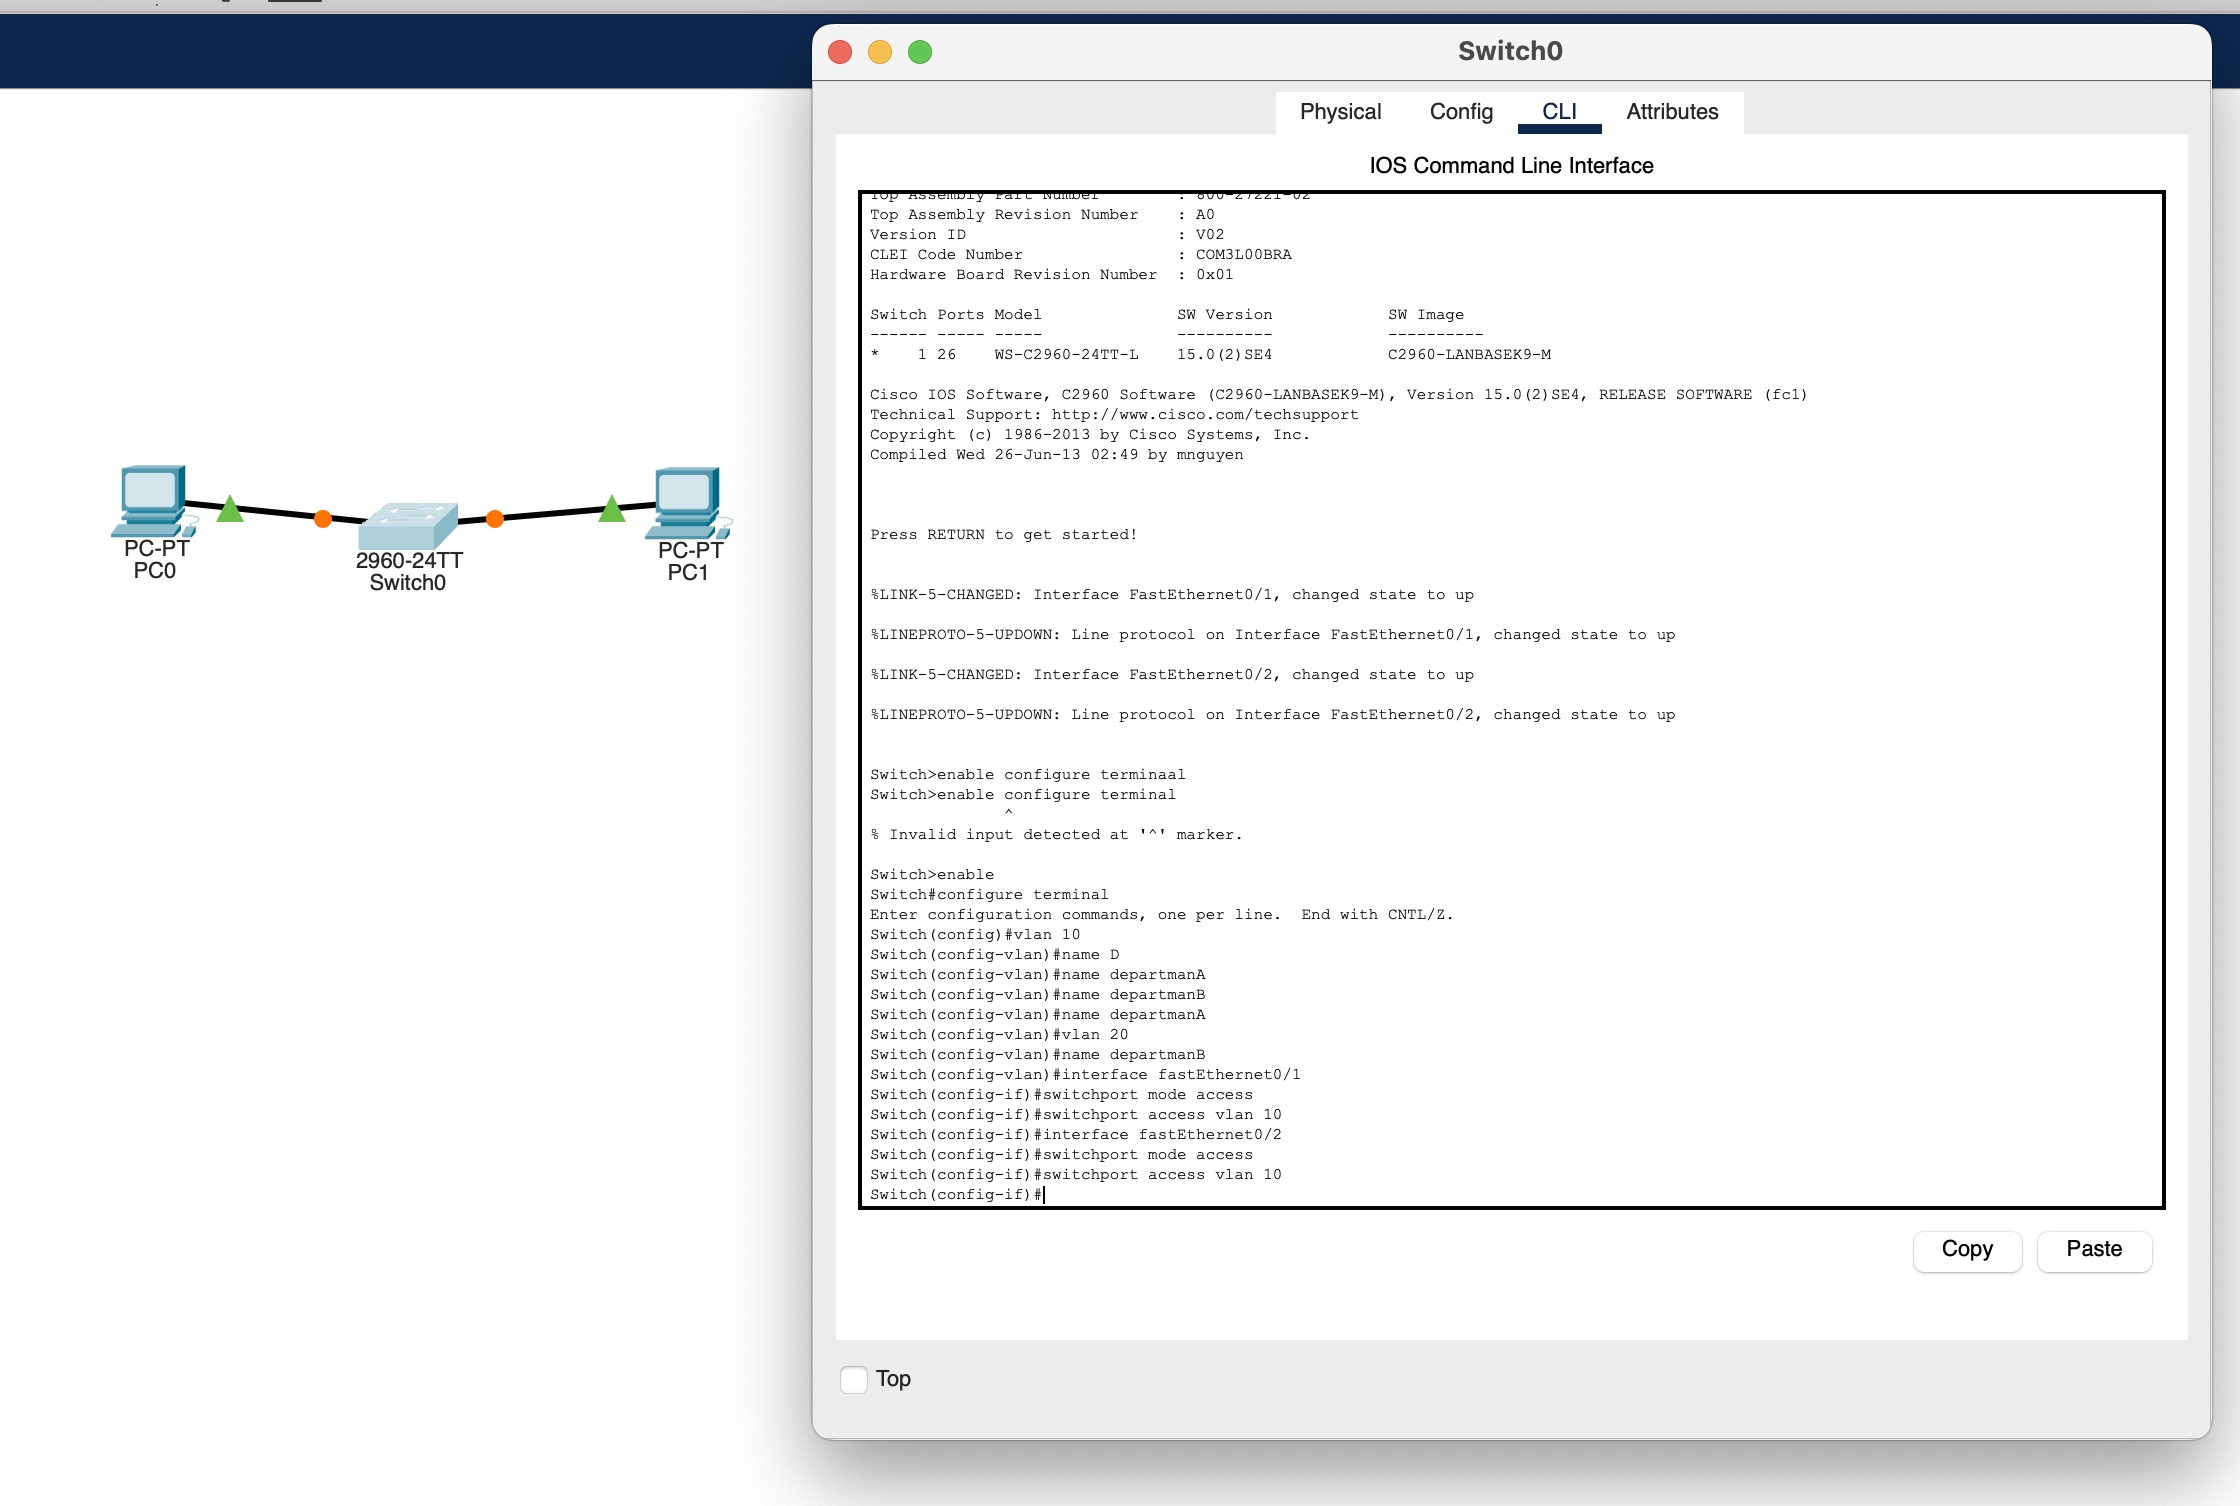 Switch0
Physical Config CLI Attributes
IOS Command Line Interface
Top Assembly Part Number : 800-27221-02
Top Assembly Revision Number : A0
Version ID : V02
CLEI Code Number : COM3L00BRA
Hardware Board Revision Number : 0x01
Switch Ports Model SW Version SW Image
------ ----- ----- ---------- ----------
* 1 26 WS-C2960-24TT-L 15.0(2)SE4 C2960-LANBASEK9-M
Cisco IOS Software, C2960 Software (C2960-LANBASEK9-M), Version 15.0(2)SE4, RELEASE SOFTWARE (fc1)
Technical Support: http://www.cisco.com/techsupport
Copyright (c) 1986-2013 by Cisco Systems, Inc.
Compiled Wed 26-Jun-13 02:49 by mnguyen
Press RETURN to get started!
%LINK-5-CHANGED: Interface FastEthernet0/1, changed state to up
%LINEPROTO-5-UPDOWN: Line protocol on Interface FastEthernet0/1, changed state to up
%LINK-5-CHANGED: Interface FastEthernet0/2, changed state to up
%LINEPROTO-5-UPDOWN: Line protocol on Interface FastEthernet0/2, changed state to up
Switch>enable configure terminaal
Switch>enable configure terminal
^
% Invalid input detected at '^' marker.
Switch>enable
Switch#configure terminal
Enter configuration commands, one per line. End with CNTL/Z.
Switch(config)#vlan 10
Switch(config-vlan)#name D
Switch(config-vlan)#name departmanA
Switch(config-vlan)#name departmanB
Switch(config-vlan)#name departmanA
Switch(config-vlan)#vlan 20
Switch(config-vlan)#name departmanB
Switch(config-vlan)#interface fastEthernet0/1
Switch(config-if)#switchport mode access
Switch(config-if)#switchport access vlan 10
Switch(config-if)#interface fastEthernet0/2
Switch(config-if)#switchport mode access
Switch(config-if)#switchport access vlan 10
Switch(config-if)#
Copy Paste
Top
PC-PT
PC0
2960-24TT
Switch0
PC-PT
PC1